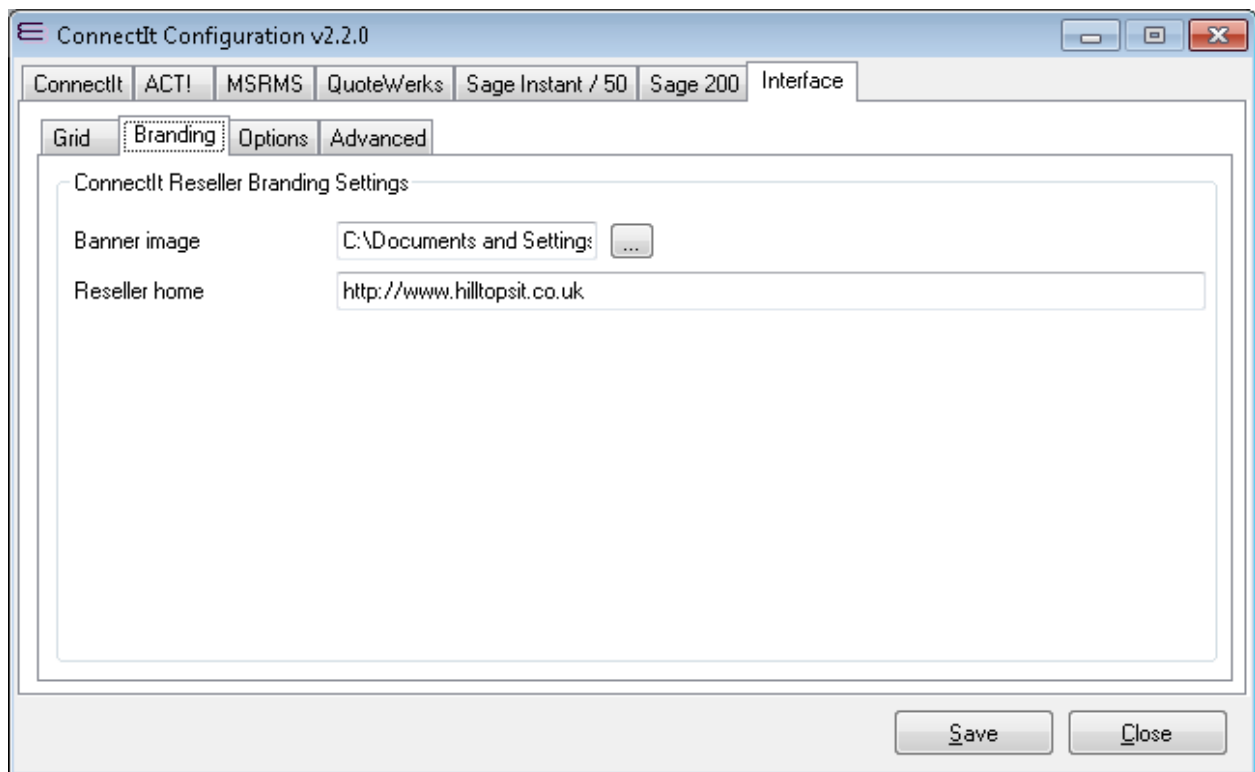 ConnectIt Configuration v2.2.0
ConnectIt ACT! MSRMS QuoteWerks Sage Instant / 50 Sage 200 Interface
Grid Branding Options Advanced
ConnectIt Reseller Branding Settings
Banner image C:\Documents and Settings ...
Reseller home http://www.hilltopsit.co.uk
Save Close